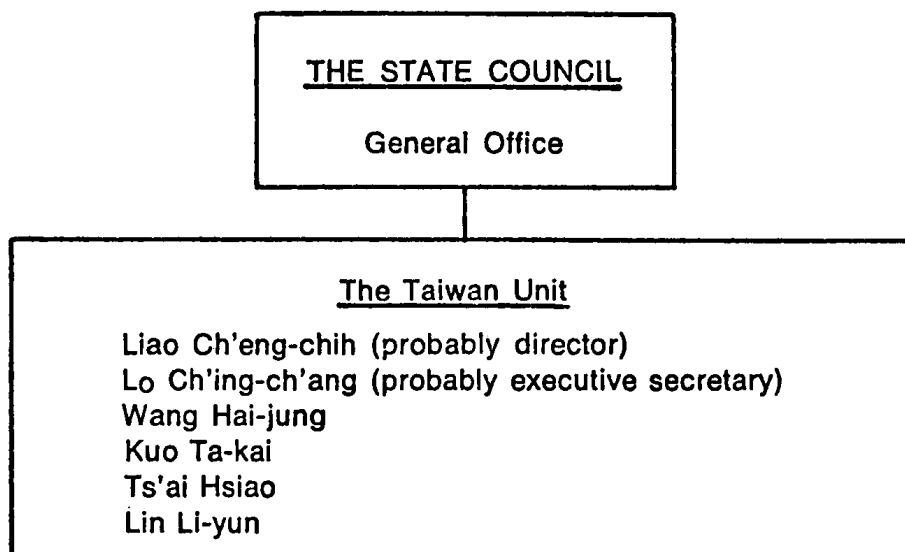 THE STATE COUNCIL
General Office
The Taiwan Unit
Liao Ch'eng-chih (probably director)
Lo Ch'ing-ch'ang (probably executive secretary)
Wang Hai-jung
Kuo Ta-kai
Ts'ai Hsiao
Lin Li-yun